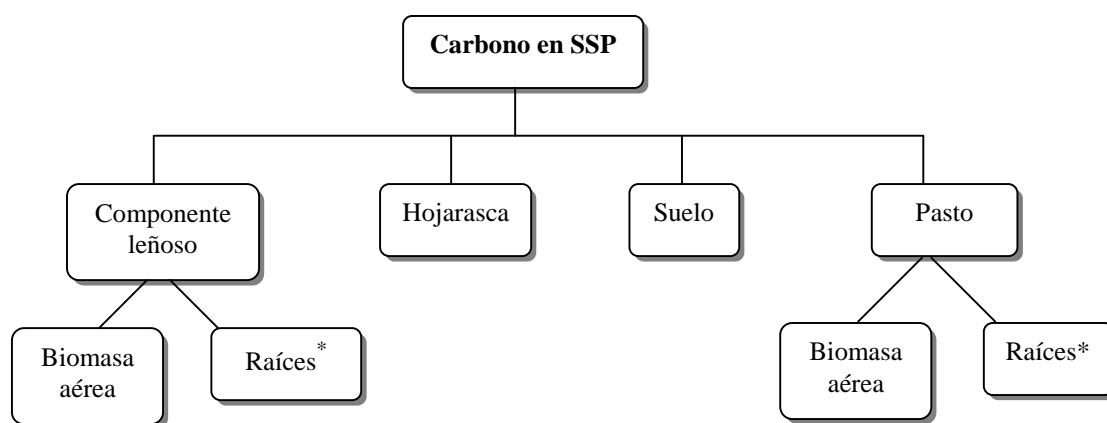 Carbono en SSP
Componente
leñoso
Hojarasca
Suelo
Pasto
Biomasa
aérea
Raíces*
Biomasa
aérea
Raíces*